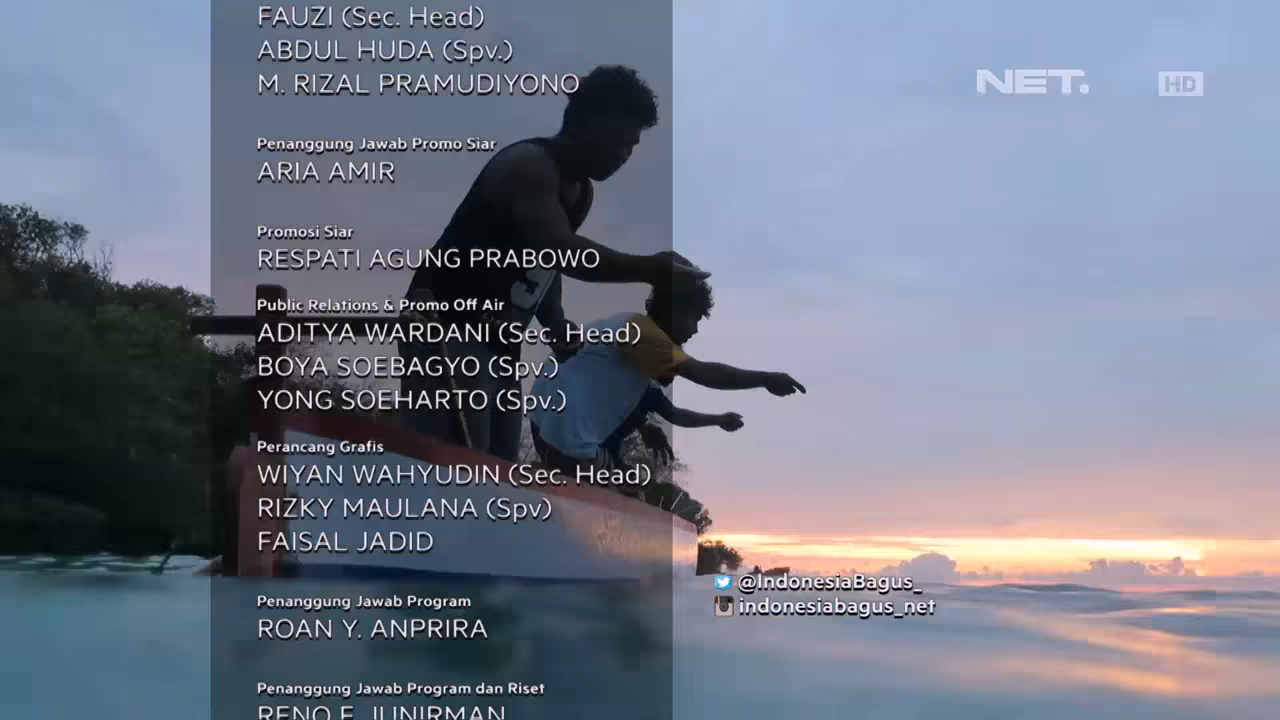 FAUZI (Sec. Head)
ABDUL HUDA (Spv.)
M. RIZAL PRAMUDIYONO
NET.
HD
Penanggung Jawab Promo Siar
ARIA AMIR
Promosi Siar
RESPATI AGUNG PRABOWO
Public Relations & Promo Off Air
ADITYA WARDANI (Sec. Head)
BOYA SOEBAGYO (Spv.)
YONG SOEHARTO (Spv.)
Perancang Grafis
WIYAN WAHYUDIN (Sec. Head)
RIZKY MAULANA (Spv)
FAISAL JADID
@IndonesiaBagus_
indonesiabagus_net
Penanggung Jawab Program
ROAN Y. ANPRIRA
Penanggung Jawab Program dan Riset
RENO F. JUNIRMAN